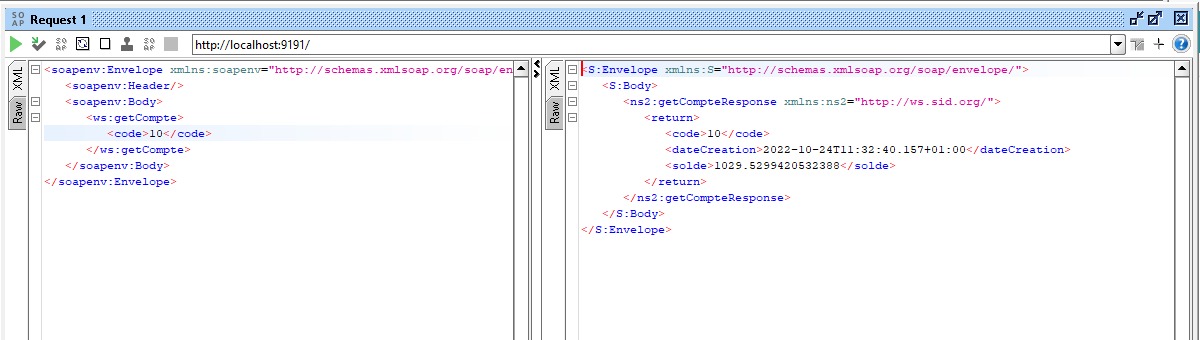 SO AP Request 1
http://localhost:9191/
XML
Raw
<soapenv:Envelope xmlns:soapenv="http://schemas.xmlsoap.org/soap/en
<soapenv:Header/>
<soapenv:Body>
<ws:getCompte>
<code>10</code>
</ws:getCompte>
</soapenv:Body>
</soapenv:Envelope>
XML
Raw
<S:Envelope xmlns:S="http://schemas.xmlsoap.org/soap/envelope/">
<S:Body>
<ns2:getCompteResponse xmlns:ns2="http://ws.sid.org/">
<return>
<code>10</code>
<dateCreation>2022-10-24T11:32:40.157+01:00</dateCreation>
<solde>1029.5299420532388</solde>
</return>
</ns2:getCompteResponse>
</S:Body>
</S:Envelope>